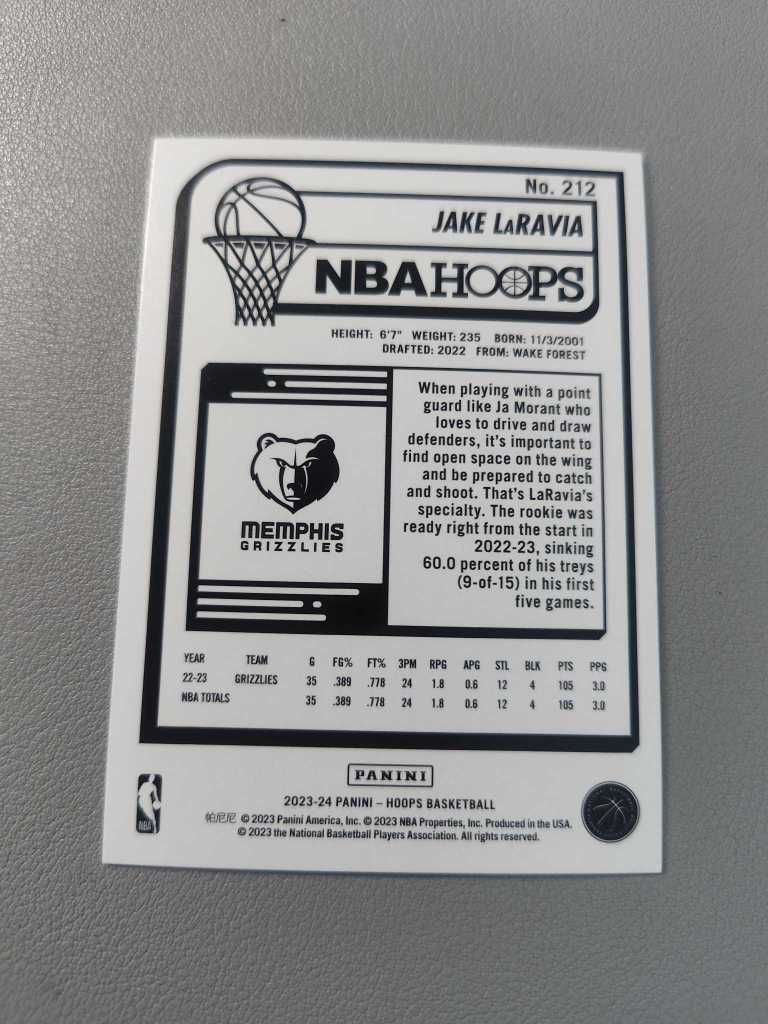 No. 212
JAKE LaRAVIA
NBA HOOPS
HEIGHT: 6'7" WEIGHT: 235 BORN: 11/3/2001
DRAFTED: 2022 FROM: WAKE FOREST
When playing with a point
guard like Ja Morant who
loves to drive and draw
defenders, it's important to
find open space on the wing
and be prepared to catch
and shoot. That's LaRavia's
specialty. The rookie was
ready right from the start in
2022-23, sinking
60.0 percent of his treys
(9-of-15) in his first
five games.
MEMPHIS
GRIZZLIES
YEAR TEAM G FG% FT% 3PM RPG APG STL BLK PTS PPG
22-23 GRIZZLIES 35 .389 .778 24 1.8 0.6 12 4 105 3.0
NBA TOTALS 35 .389 .778 24 1.8 0.6 12 4 105 3.0
PANINI
2023-24 PANINI – HOOPS BASKETBALL
帕尼尼 © 2023 Panini America, Inc. © 2023 NBA Properties, Inc. Produced in the USA.
© 2023 the National Basketball Players Association. All rights reserved.
NBA